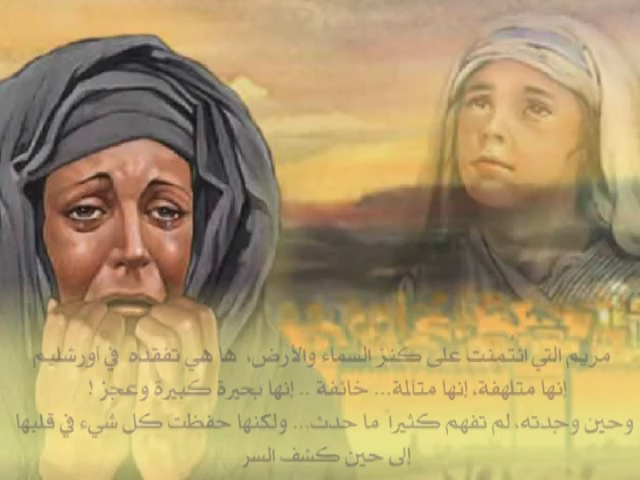 مريم التي ائتمنت على كنز السماء والأرض، ها هي تفقده في أورشليم
إنها متلهفة، إنها متألمة... خائفة .. إنها بحيرة كبيرة وعجز !
وحين وجدته، لم تفهم كثيراً ما حدث... ولكنها حفظت كل شيء في قلبها
إلى حين كشف السر